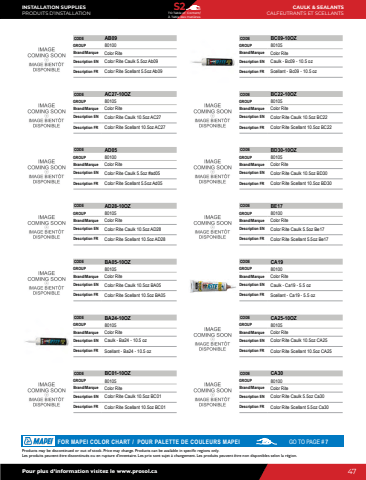 INSTALLATION SUPPLIES
PRODUITS D'INSTALLATION
CAULK & SEALANTS
CALFEUTRANTS ET SCELLANTS
IMAGE
COMING SOON
IMAGE BIENTÔT
DISPONIBLE
CODE AB09
GROUP 80105
Brand/Marque Color Rite
Description EN Color Rite Caulk 5.5oz Ab09
Description FR Color Rite Scellant 5.5oz Ab09
IMAGE
COMING SOON
IMAGE BIENTÔT
DISPONIBLE
CODE AC27-10OZ
GROUP 80105
Brand/Marque Color Rite
Description EN Color Rite Caulk 10.5oz AC27
Description FR Color Rite Scellant 10.5oz AC27
IMAGE
COMING SOON
IMAGE BIENTÔT
DISPONIBLE
CODE AD05
GROUP 80105
Brand/Marque Color Rite
Description EN Color Rite Caulk 5.5oz #ad05
Description FR Color Rite Scellant 5.5oz Ad05
IMAGE
COMING SOON
IMAGE BIENTÔT
DISPONIBLE
CODE AD28-10OZ
GROUP 80105
Brand/Marque Color Rite
Description EN Color Rite Caulk 10.5oz AD28
Description FR Color Rite Scellant 10.5oz AD28
IMAGE
COMING SOON
IMAGE BIENTÔT
DISPONIBLE
CODE BA05-10OZ
GROUP 80105
Brand/Marque Color Rite
Description EN Color Rite Caulk 10.5oz BA05
Description FR Color Rite Scellant 10.5oz BA05
CODE BA24-10OZ
GROUP 80105
Brand/Marque Color Rite
Description EN Caulk - Ba24 - 10.5 oz
Description FR Scellant - Ba24 - 10.5 oz
IMAGE
COMING SOON
IMAGE BIENTÔT
DISPONIBLE
CODE BC01-10OZ
GROUP 80105
Brand/Marque Color Rite
Description EN Color Rite Caulk 10.5oz BC01
Description FR Color Rite Scellant 10.5oz BC01
CODE BC09-10OZ
GROUP 80105
Brand/Marque Color Rite
Description EN Caulk - Bc09 - 10.5 oz
Description FR Scellant - Bc09 - 10.5 oz
IMAGE
COMING SOON
IMAGE BIENTÔT
DISPONIBLE
CODE BC22-10OZ
GROUP 80105
Brand/Marque Color Rite
Description EN Color Rite Caulk 10.5oz BC22
Description FR Color Rite Scellant 10.5oz BC22
IMAGE
COMING SOON
IMAGE BIENTÔT
DISPONIBLE
CODE BD30-10OZ
GROUP 80105
Brand/Marque Color Rite
Description EN Color Rite Caulk 10.5oz BD30
Description FR Color Rite Scellant 10.5oz BD30
IMAGE
COMING SOON
IMAGE BIENTÔT
DISPONIBLE
CODE BE17
GROUP 80105
Brand/Marque Color Rite
Description EN Color Rite Caulk 5.5oz Be17
Description FR Color Rite Scellant 5.5oz Be17
CODE CA19
GROUP 80105
Brand/Marque Color Rite
Description EN Caulk - Ca19 - 5.5 oz
Description FR Scellant - Ca19 - 5.5 oz
IMAGE
COMING SOON
IMAGE BIENTÔT
DISPONIBLE
CODE CA25-10OZ
GROUP 80105
Brand/Marque Color Rite
Description EN Color Rite Caulk 10.5oz CA25
Description FR Color Rite Scellant 10.5oz CA25
IMAGE
COMING SOON
IMAGE BIENTÔT
DISPONIBLE
CODE CA30
GROUP 80105
Brand/Marque Color Rite
Description EN Color Rite Caulk 5.5oz Ca30
Description FR Color Rite Scellant 5.5oz Ca30
MAPEI FOR MAPEI COLOR CHART / POUR PALETTE DE COULEURS MAPEI GO TO PAGE # 7
Products may be discontinued or out of stock. Price may change. Products can be available in specific regions only.
Les produits peuvent être discontinués ou en rupture d'inventaire. Les prix sont sujet à changement. Les produits peuvent être non disponibles selon la région.
Pour plus d'information visitez le www.prosol.ca
47